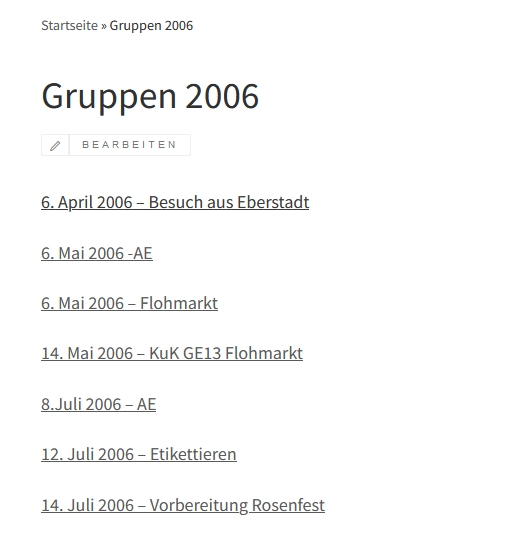 Startseite » Gruppen 2006
Gruppen 2006
BEARBEITEN
6. April 2006 – Besuch aus Eberstadt
6. Mai 2006 -AE
6. Mai 2006 – Flohmarkt
14. Mai 2006 – KuK GE13 Flohmarkt
8.Juli 2006 – AE
12. Juli 2006 – Etikettieren
14. Juli 2006 – Vorbereitung Rosenfest